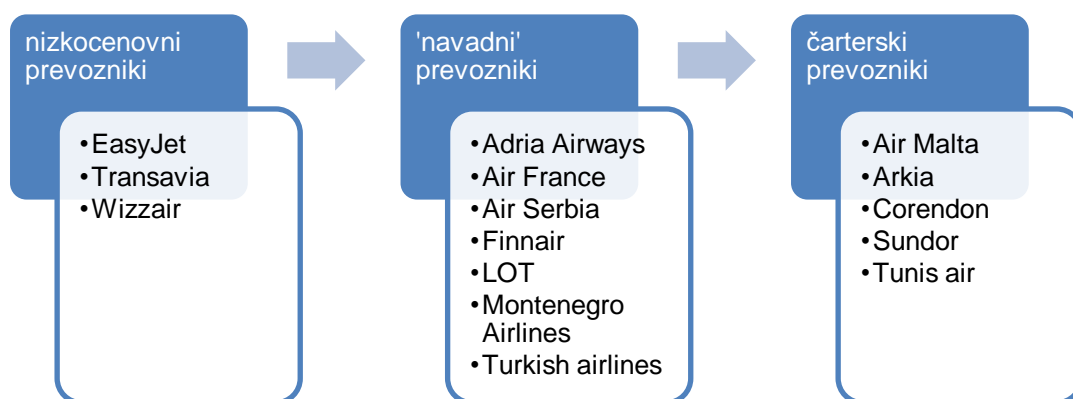 nizkocenovni
prevozniki
•EasyJet
•Transavia
•Wizzair
'navadni'
prevozniki
•Adria Airways
•Air France
•Air Serbia
•Finnair
•LOT
•Montenegro
Airlines
•Turkish airlines
čarterski
prevozniki
•Air Malta
•Arkia
•Corendon
•Sundor
•Tunis air